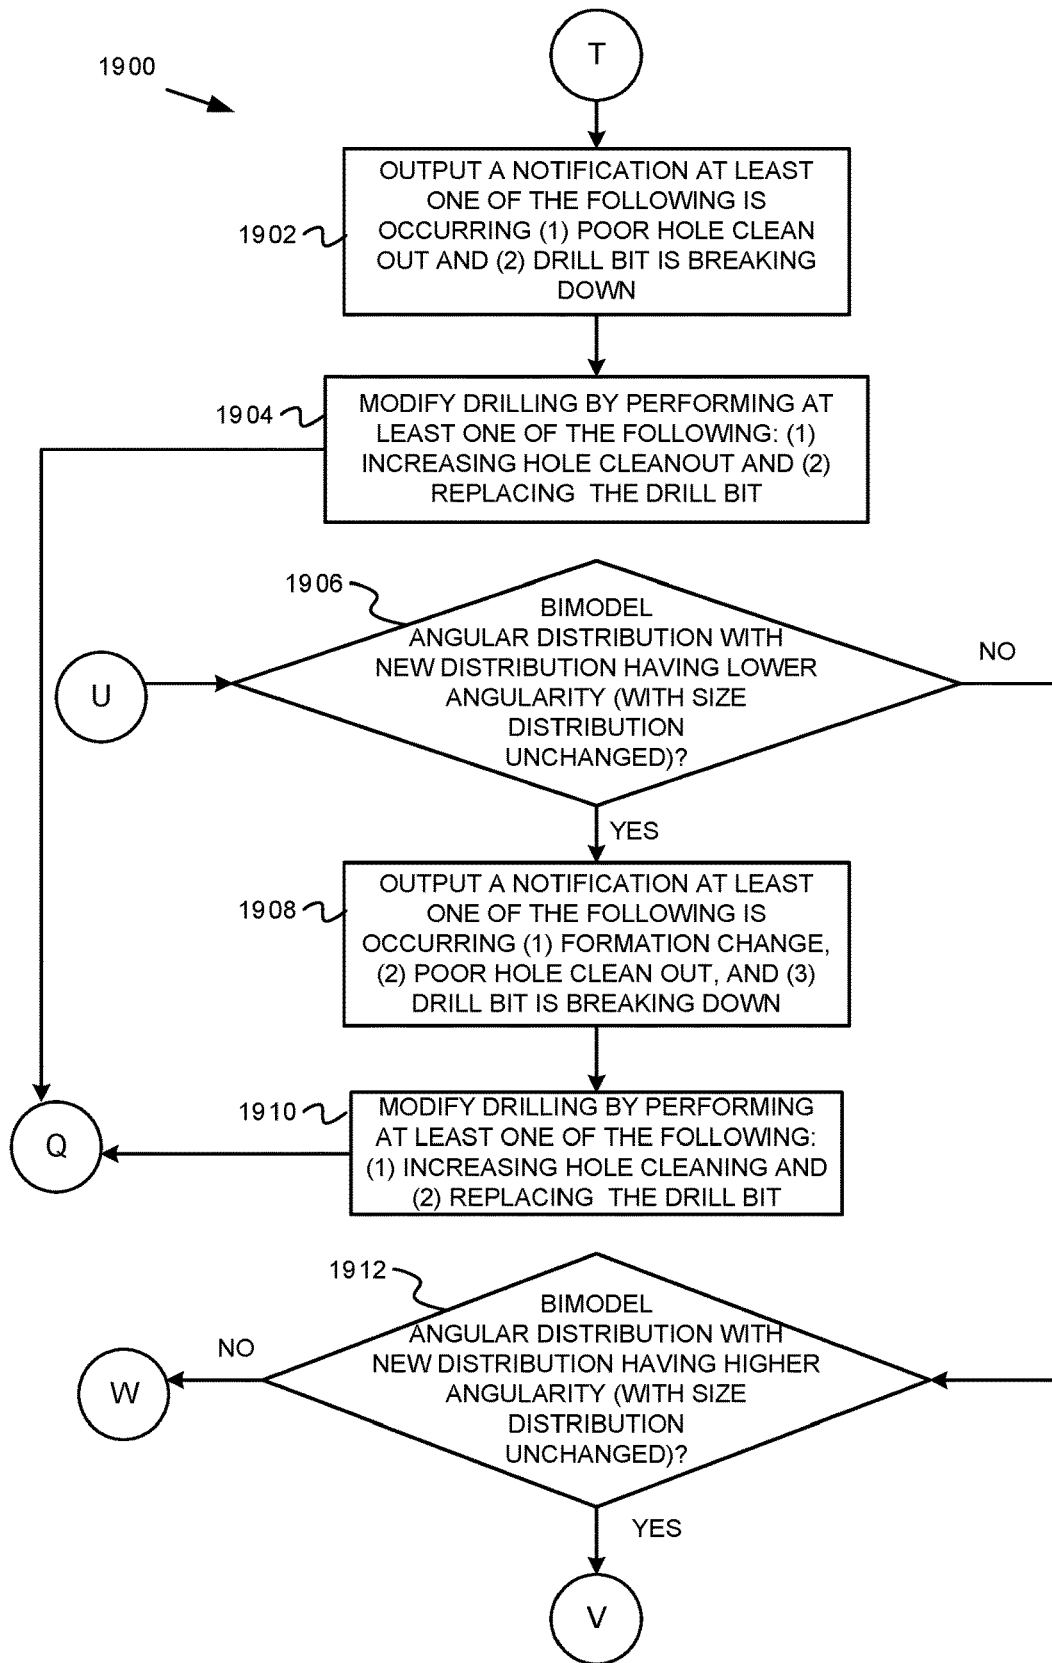 T
1900
OUTPUT A NOTIFICATION AT LEAST
ONE OF THE FOLLOWING IS
OCCURRING (1) POOR HOLE CLEAN
OUT AND (2) DRILL BIT IS BREAKING
DOWN
1902
MODIFY DRILLING BY PERFORMING AT
LEAST ONE OF THE FOLLOWING: (1)
INCREASING HOLE CLEANOUT AND (2)
REPLACING THE DRILL BIT
1904
1906
BIMODEL
ANGULAR DISTRIBUTION WITH
NEW DISTRIBUTION HAVING LOWER
ANGULARITY (WITH SIZE
DISTRIBUTION
UNCHANGED)?
NO
U
YES
OUTPUT A NOTIFICATION AT LEAST
ONE OF THE FOLLOWING IS
OCCURRING (1) FORMATION CHANGE,
(2) POOR HOLE CLEAN OUT, AND (3)
DRILL BIT IS BREAKING DOWN
1908
1910
MODIFY DRILLING BY PERFORMING
AT LEAST ONE OF THE FOLLOWING:
(1) INCREASING HOLE CLEANING AND
(2) REPLACING THE DRILL BIT
Q
1912
BIMODEL
ANGULAR DISTRIBUTION WITH
NEW DISTRIBUTION HAVING HIGHER
ANGULARITY (WITH SIZE
DISTRIBUTION
UNCHANGED)?
NO
W
YES
V